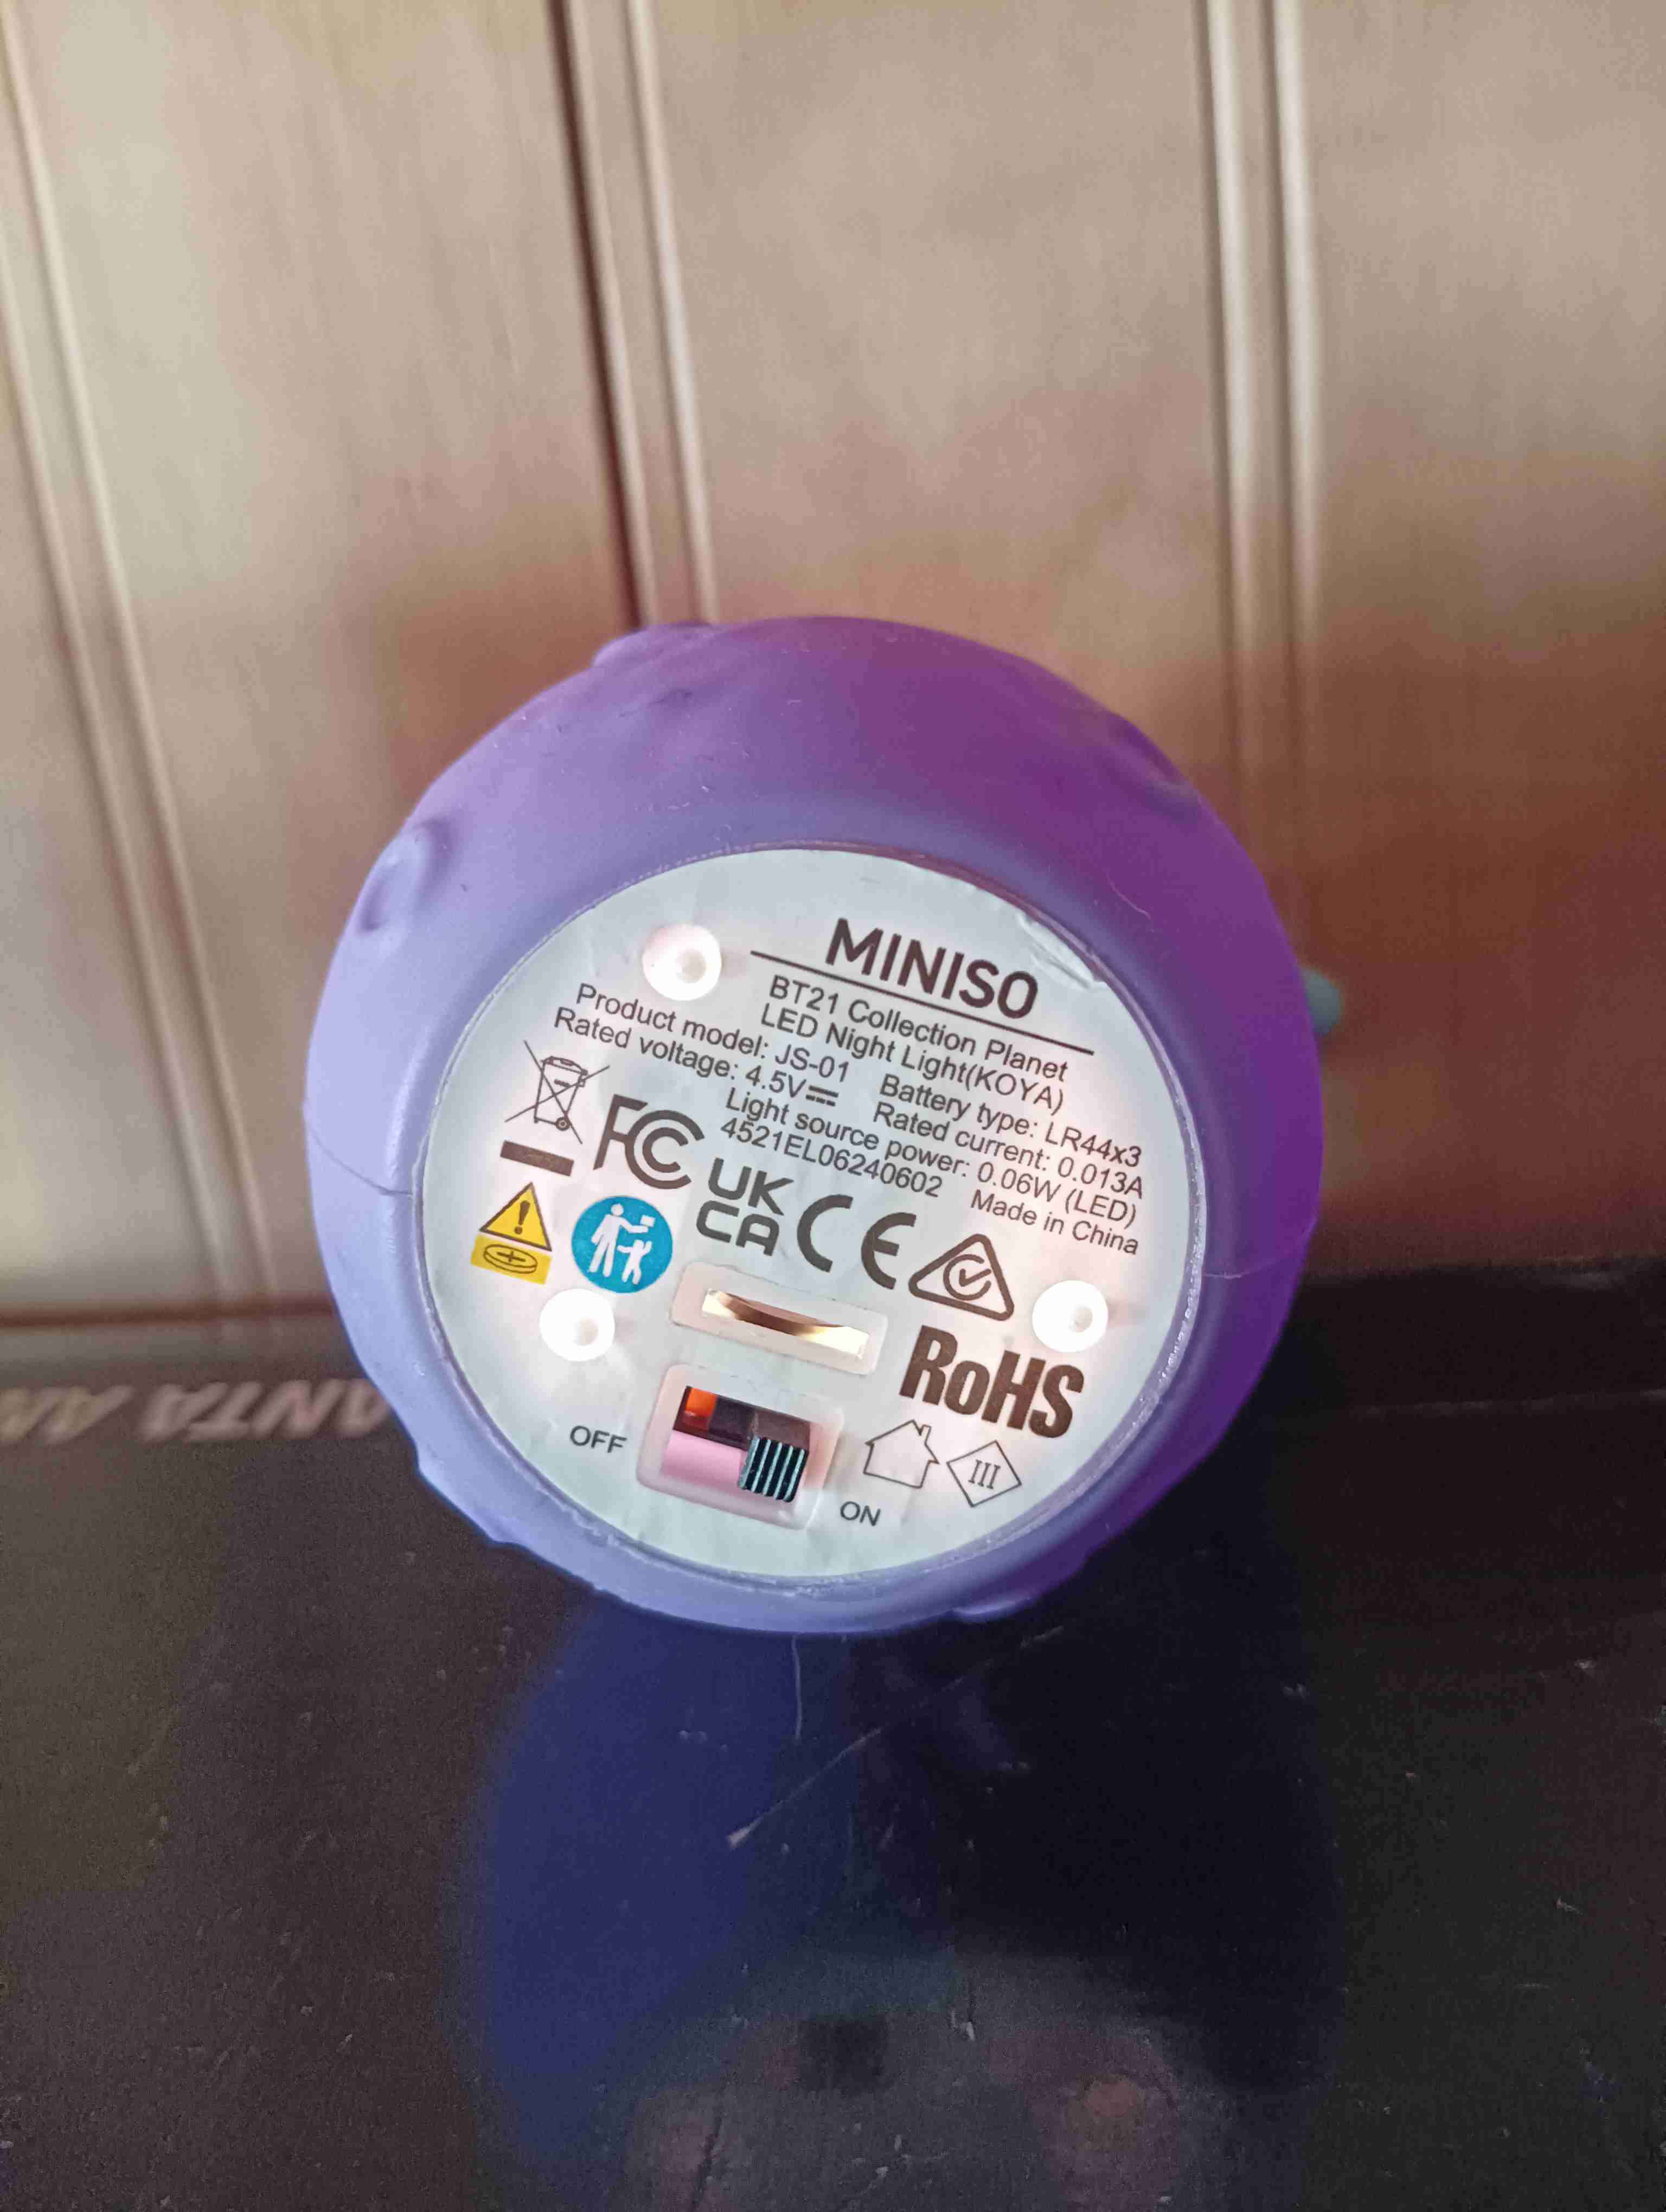 MINISO
BT21 Collection Planet
LED Night Light(KOYA)
Product model: JS-01 Battery type: LR44x3
Rated voltage: 4.5V⎓ Rated current: 0.013A
Light source power: 0.06W (LED)
4521EL06240602 Made in China
FC
UK
CA
CE
RoHS
OFF
ON
III
ANTA